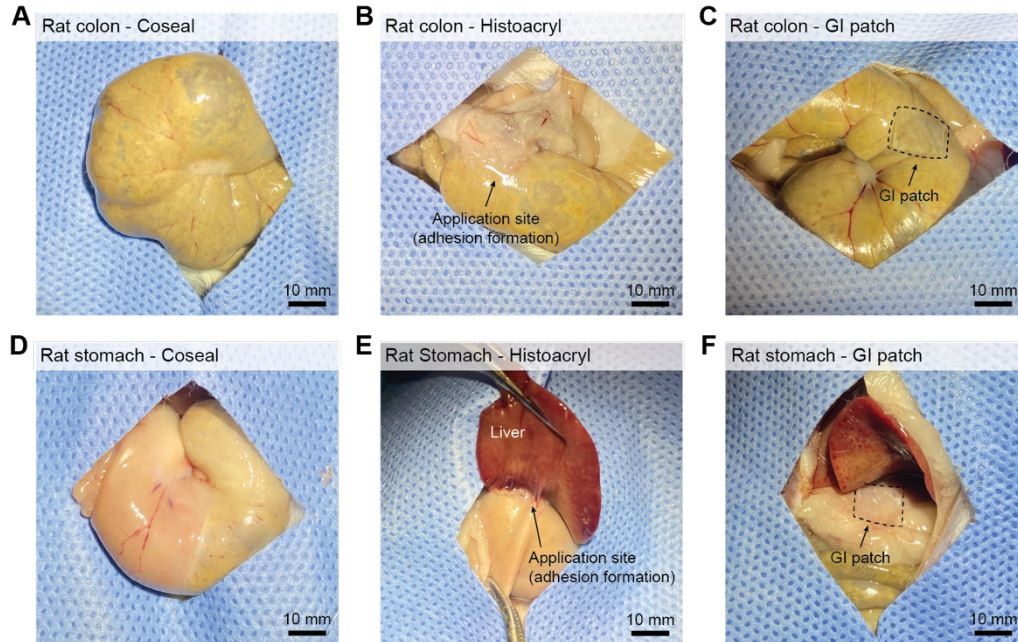 A
Rat colon - Coseal
10 mm
B
Rat colon - Histoacryl
Application site
(adhesion formation)
10 mm
C
Rat colon - GI patch
GI patch
10 mm
D
Rat stomach - Coseal
10 mm
E
Rat Stomach - Histoacryl
Liver
Application site
(adhesion formation)
10 mm
F
Rat stomach - GI patch
GI patch
10 mm